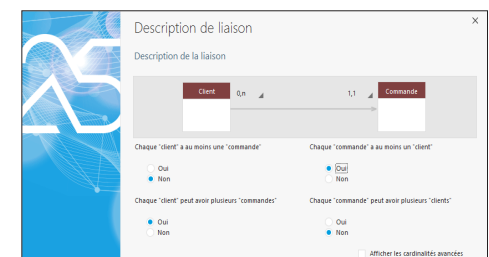 Description de liaison
X
Description de la liaison
Client 0,n 1,1 Commande
Chaque "client" a au moins une "commande"
Oui
Non
Chaque "commande" a au moins un "client"
Oui
Non
Chaque "client" peut avoir plusieurs "commandes"
Oui
Non
Chaque "commande" peut avoir plusieurs "clients"
Oui
Non
Afficher les cardinalités avancées